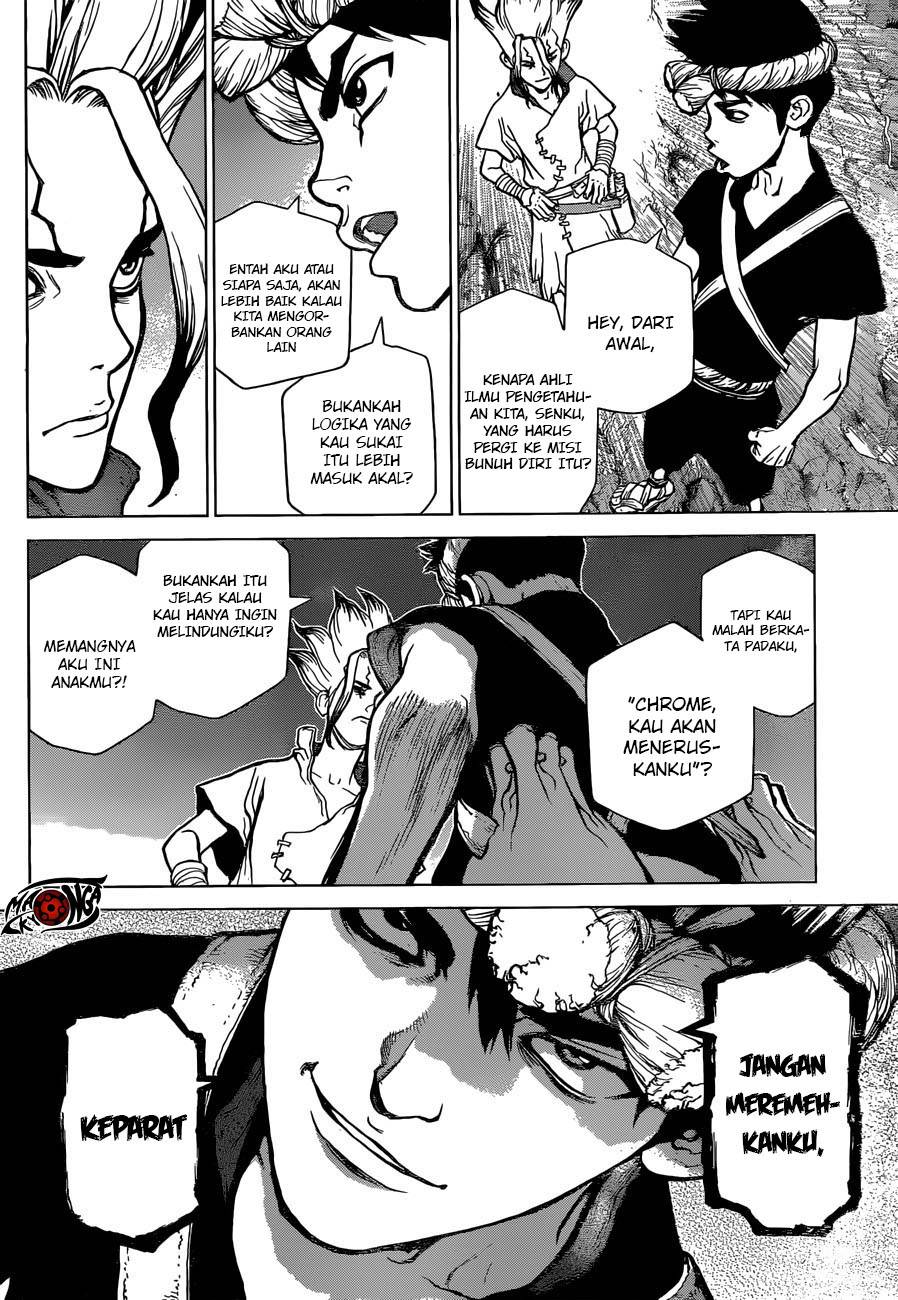 HEY, DARI
AWAL,
KENAPA AHLI
ILMU PENGETAHU-
AN KITA, SENKU,
YANG HARUS
PERGI KE MISI
BUNUH DIRI ITU?
ENTAH AKU ATAU
SIAPA SAJA, AKAN
LEBIH BAIK KALAU
KITA MENGOR-
BANKAN ORANG
LAIN
BUKANKAH
LOGIKA YANG
KAU SUKAI
ITU LEBIH
MASUK AKAL?
TAPI KAU
MALAH BERKA-
TA PADAKU,
"CHROME,
KAU AKAN
MENERUS-
KANKU"?
BUKANKAH ITU
JELAS KALAU
KAU HANYA INGIN
MELINDUNGIKU?
MEMANGNYA
AKU INI
ANAKMU?!
JANGAN
MEREMEH-
KANKU,
KEPARAT